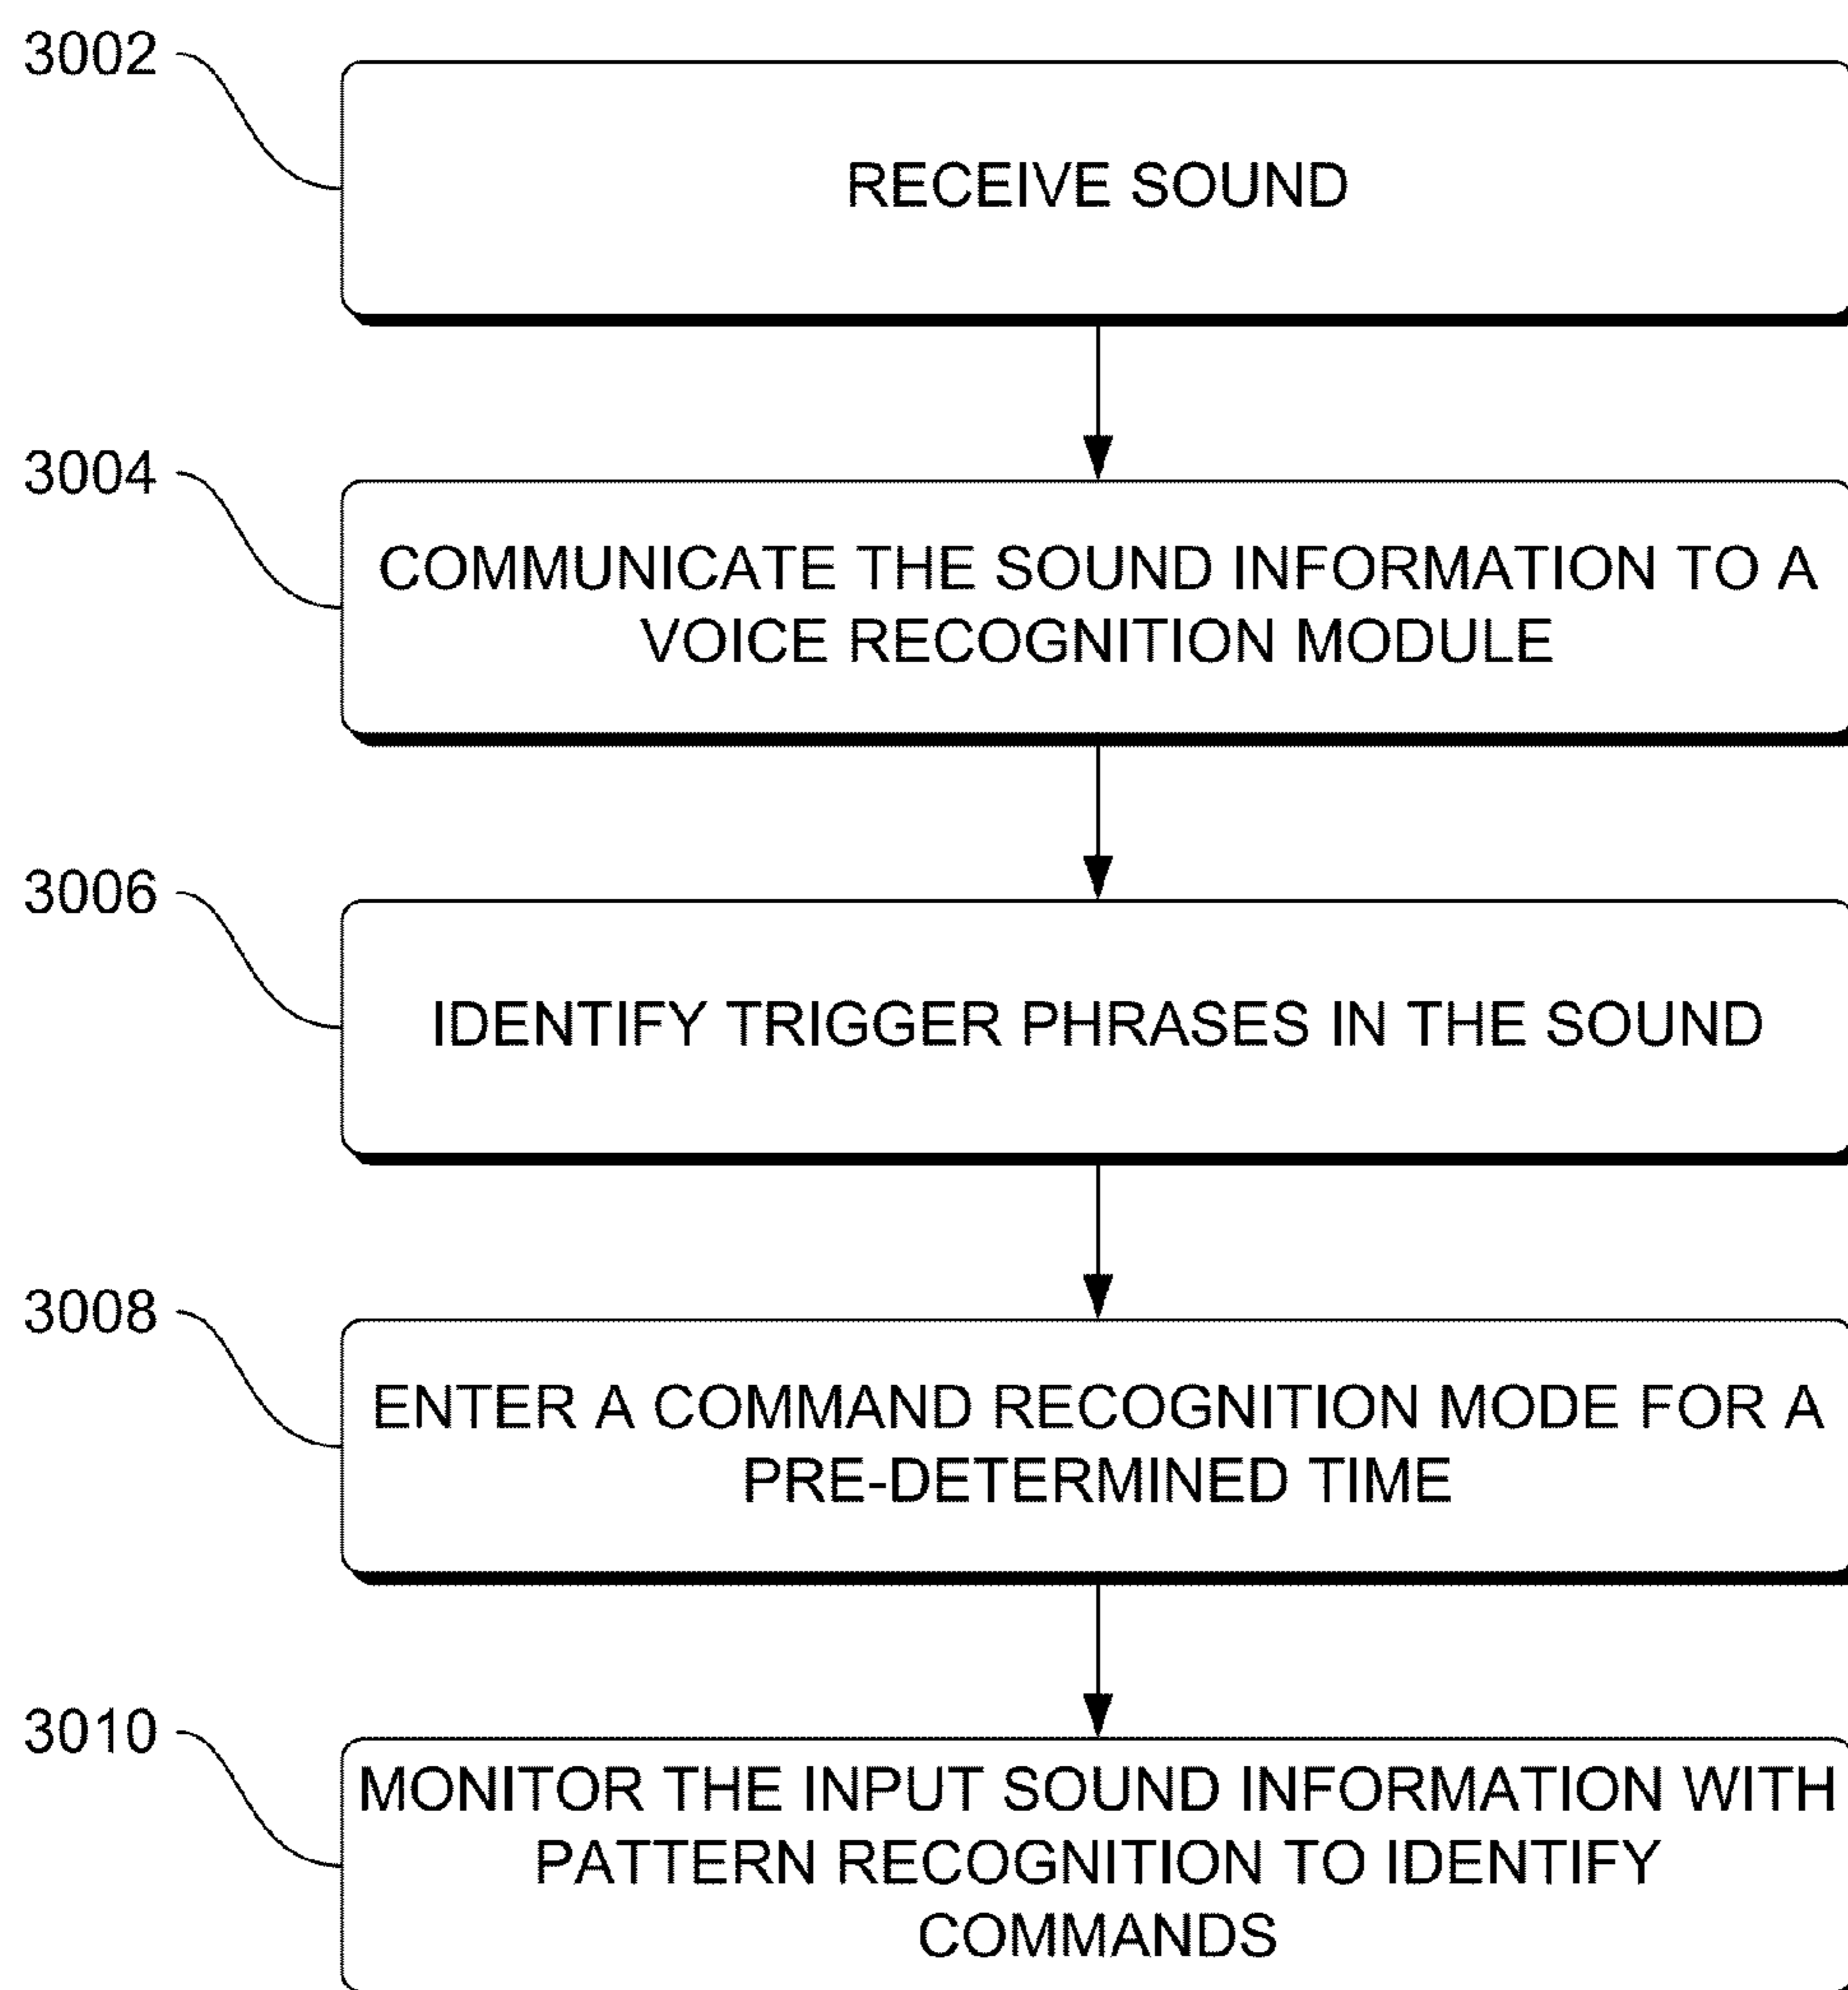 3002
RECEIVE SOUND
3004
COMMUNICATE THE SOUND INFORMATION TO A
VOICE RECOGNITION MODULE
3006
IDENTIFY TRIGGER PHRASES IN THE SOUND
3008
ENTER A COMMAND RECOGNITION MODE FOR A
PRE-DETERMINED TIME
3010
MONITOR THE INPUT SOUND INFORMATION WITH
PATTERN RECOGNITION TO IDENTIFY
COMMANDS